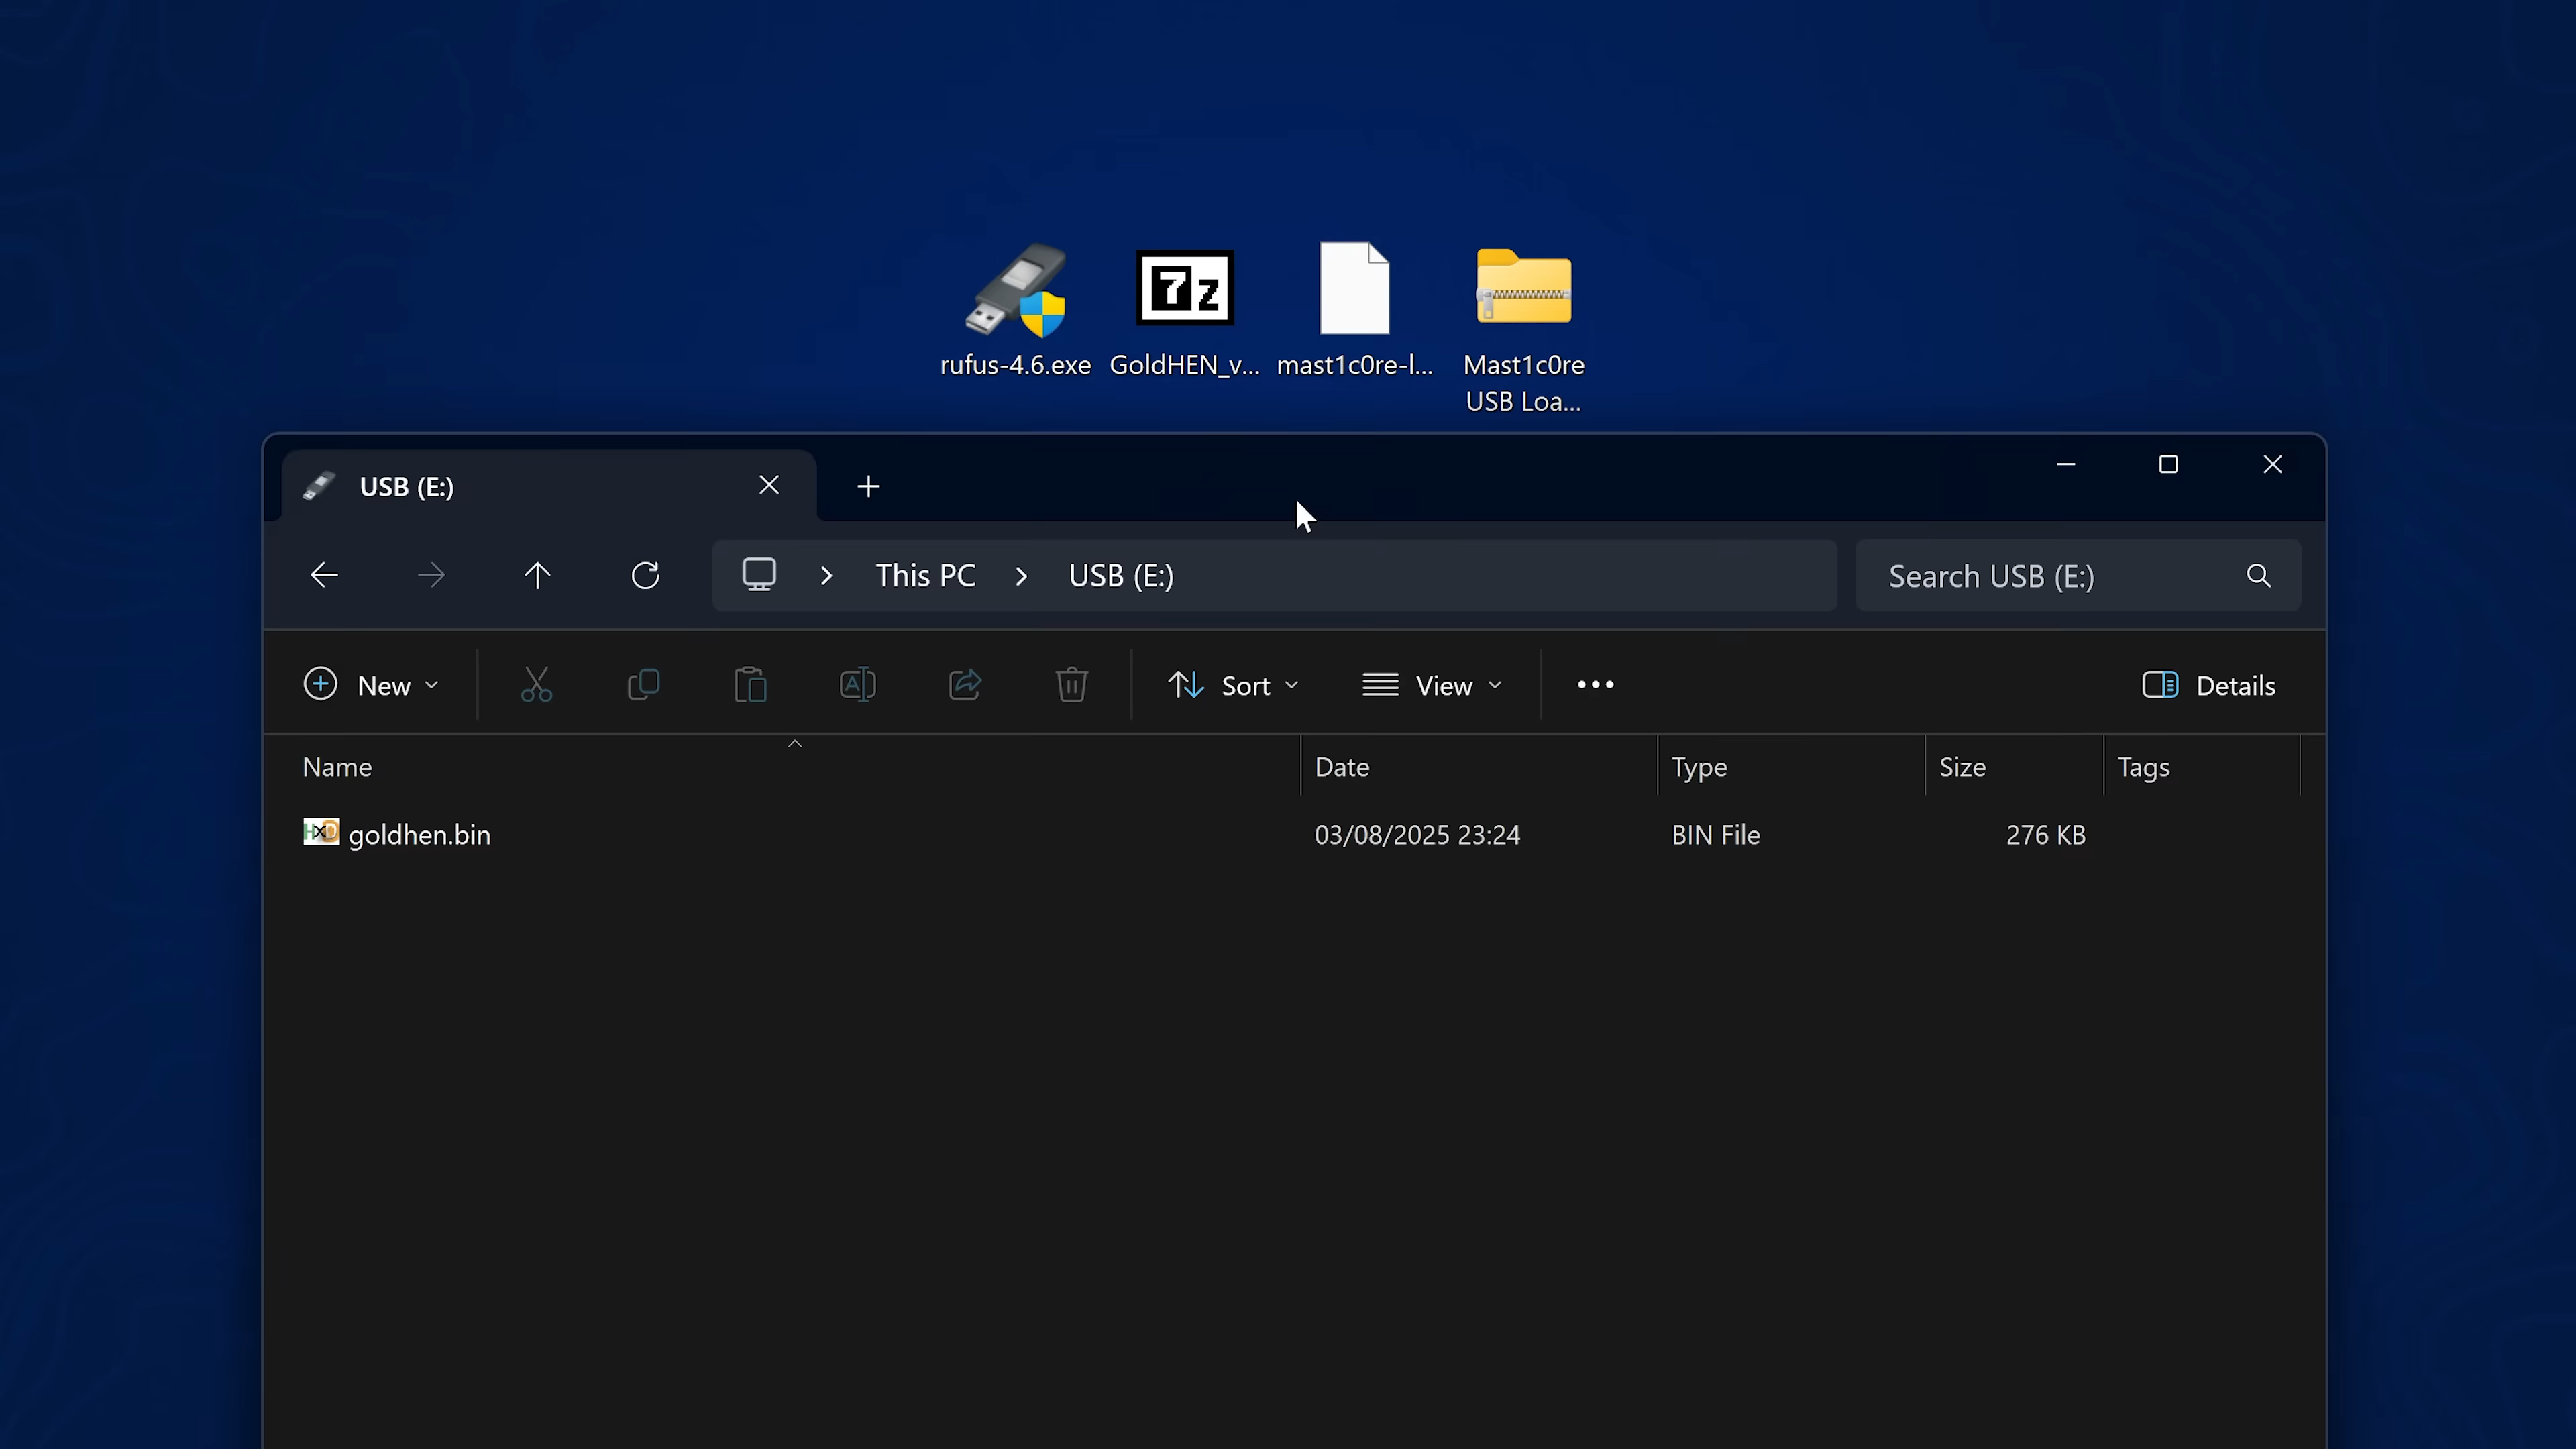 rufus-4.6.exe
GoldHEN_v...
mast1c0re-l...
Mast1c0re
USB Loa...
USB (E:)
This PC
USB (E:)
Search USB (E:)
New
Sort
View
Details
Name
Date
Type
Size
Tags
goldhen.bin
03/08/2025 23:24
BIN File
276 KB